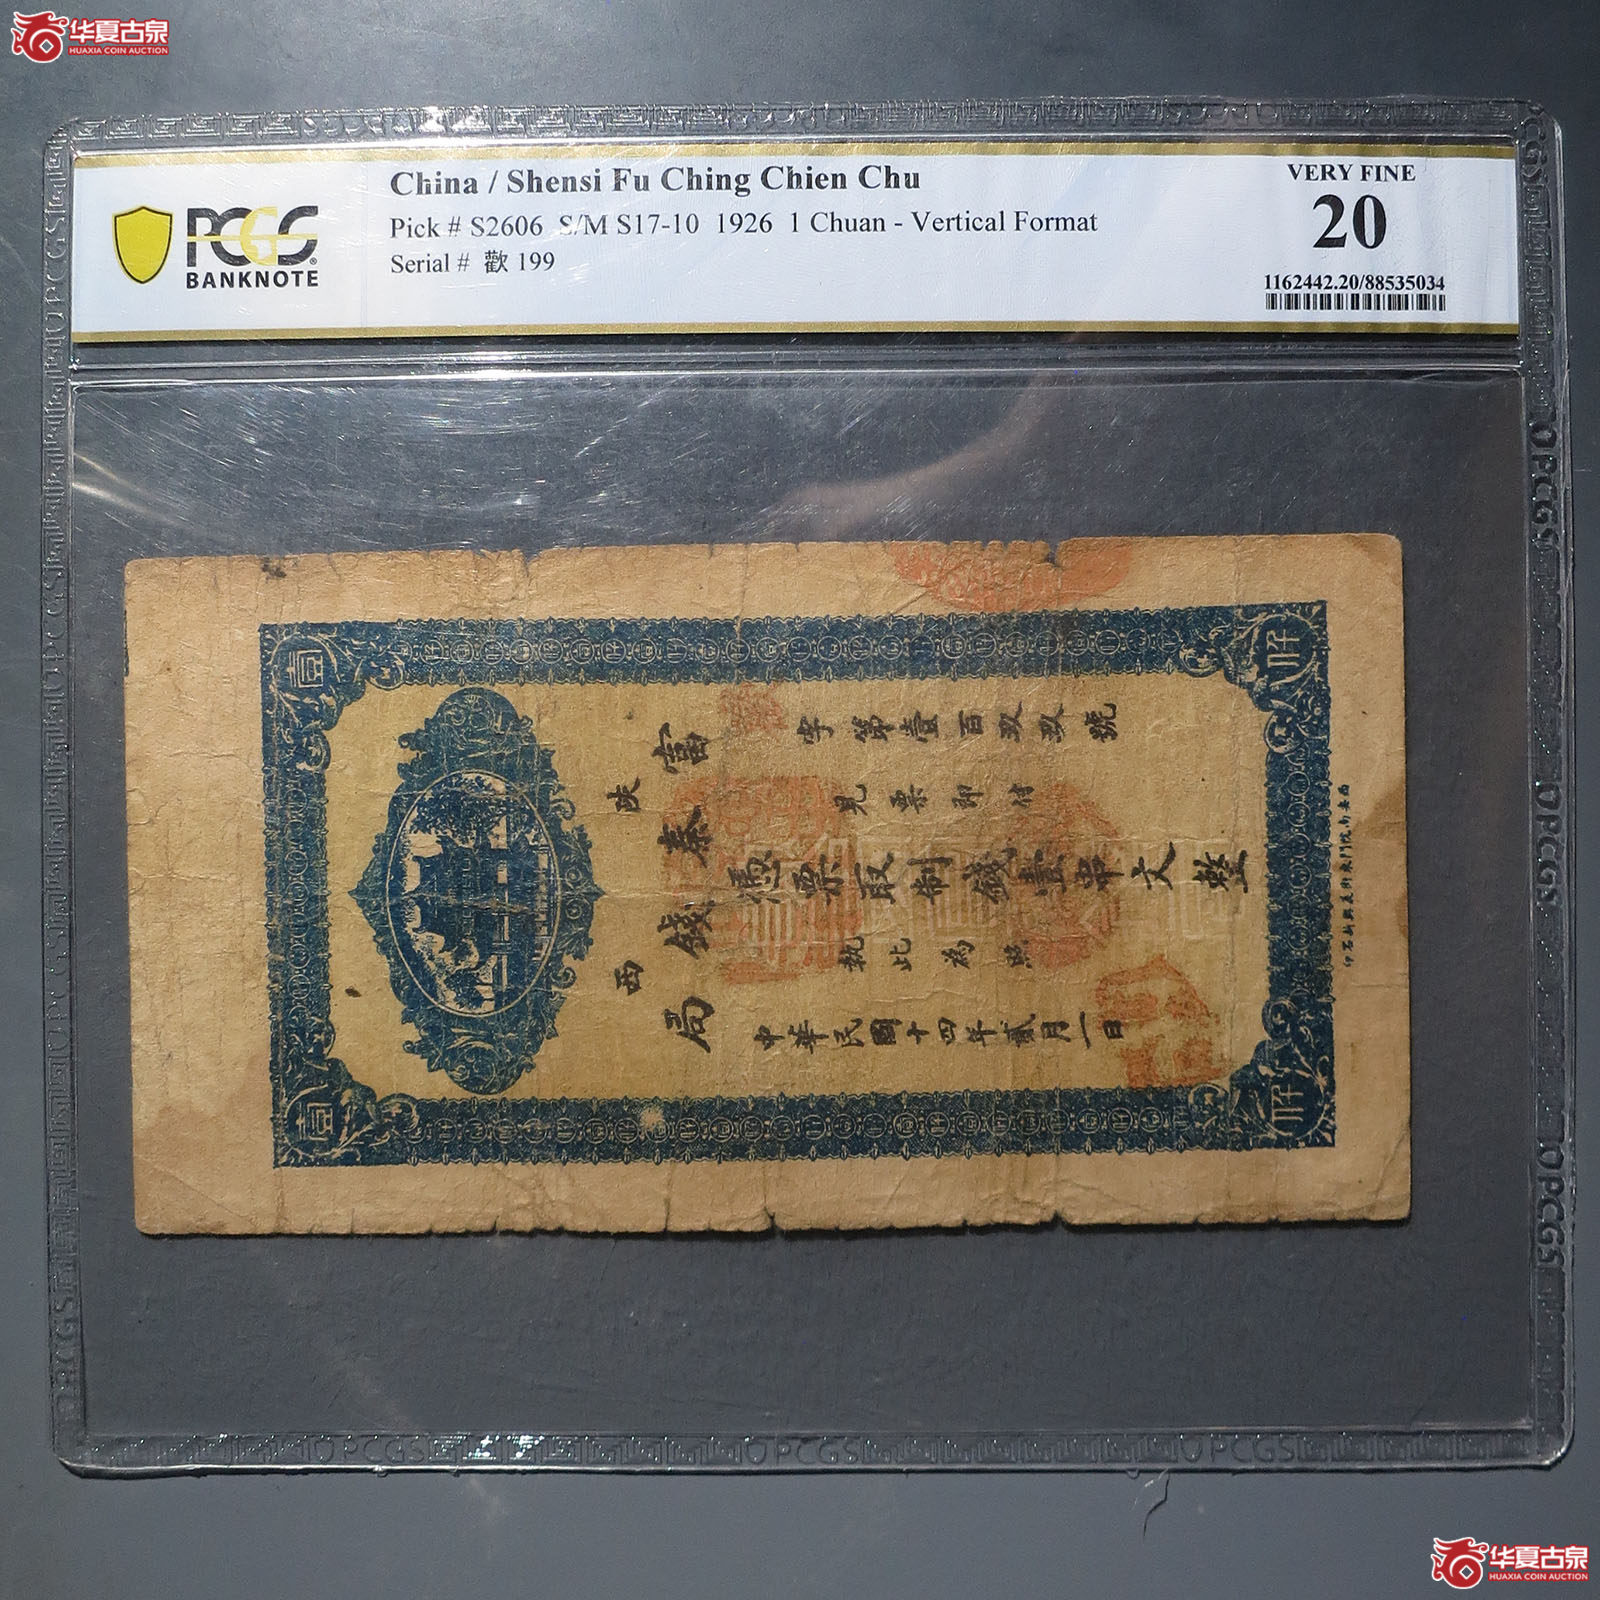 华夏古泉
HUAXIA COIN AUCTION
PCGS
BANKNOTE
China / Shensi Fu Ching Chien Chu
Pick # S2606 S/M S17-10 1926 1 Chuan - Vertical Format
Serial # 歡 199
VERY FINE
20
1162442.20/88535034
字第壹百玖玖號
見票即付
憑票取制錢壹串文整
執此為照
中華民國十四年貳月一日
陝西
富秦錢局
壹
壹
华夏古泉
HUAXIA COIN AUCTION